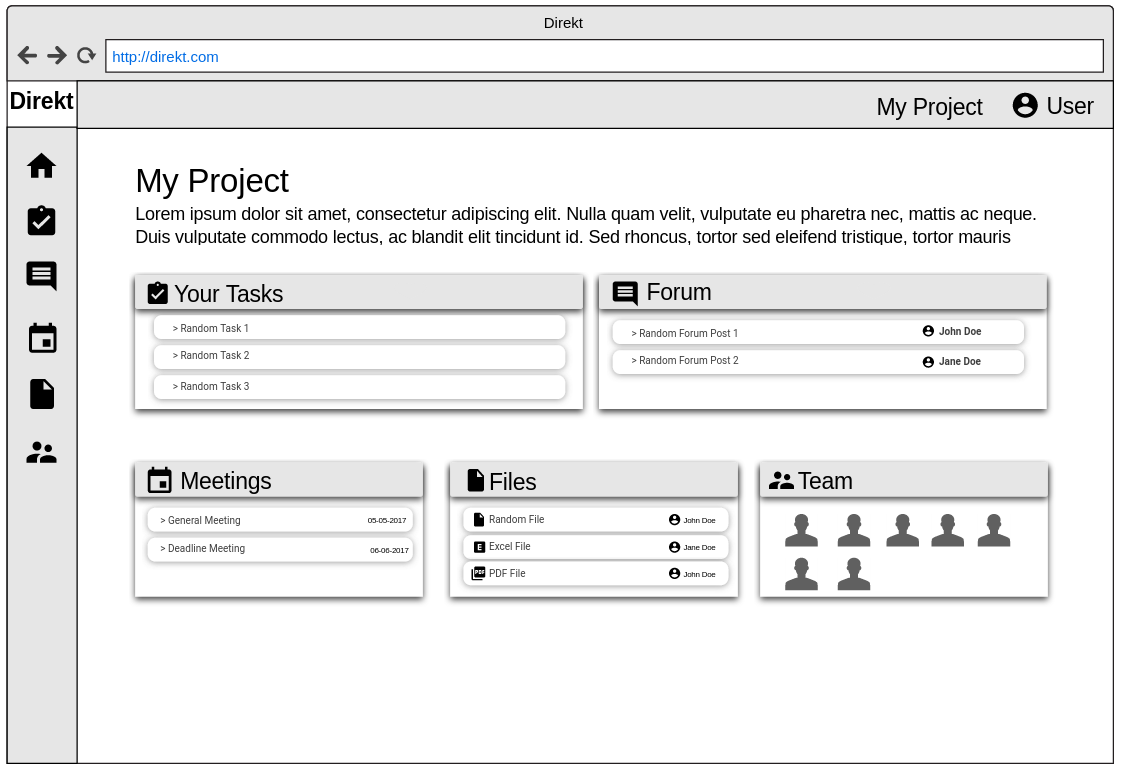 Direkt
http://direkt.com
Direkt
My Project
User
My Project
Lorem ipsum dolor sit amet, consectetur adipiscing elit. Nulla quam velit, vulputate eu pharetra nec, mattis ac neque.
Duis vulputate commodo lectus, ac blandit elit tincidunt id. Sed rhoncus, tortor sed eleifend tristique, tortor mauris
Your Tasks
> Random Task 1
> Random Task 2
> Random Task 3
Forum
> Random Forum Post 1 John Doe
> Random Forum Post 2 Jane Doe
Meetings
> General Meeting 05-05-2017
> Deadline Meeting 06-06-2017
Files
Random File John Doe
E Excel File Jane Doe
PDF PDF File John Doe
Team